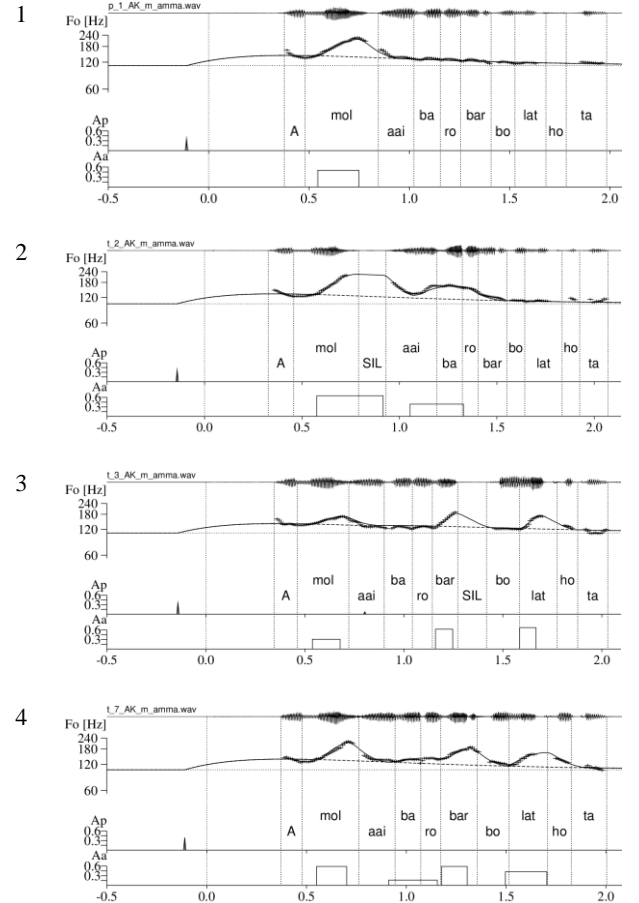 1
p_1_AK_m_amma.wav
Fo [Hz]
240
180
120
60
mol ba bar lat ta
A aai ro bo ho
Ap
0.6
0.3
Aa
0.6
0.3
-0.5 0.0 0.5 1.0 1.5 2.0
2
t_2_AK_m_amma.wav
Fo [Hz]
240
180
120
60
mol aai ro bo ho
A SIL ba bar lat ta
Ap
0.6
0.3
Aa
0.6
0.3
-0.5 0.0 0.5 1.0 1.5 2.0
3
t_3_AK_m_amma.wav
Fo [Hz]
240
180
120
60
mol ba bar bo ho
A aai ro SIL lat ta
Ap
0.6
0.3
Aa
0.6
0.3
-0.5 0.0 0.5 1.0 1.5 2.0
4
t_7_AK_m_amma.wav
Fo [Hz]
240
180
120
60
mol ba bar lat ta
A aai ro bo ho
Ap
0.6
0.3
Aa
0.6
0.3
-0.5 0.0 0.5 1.0 1.5 2.0